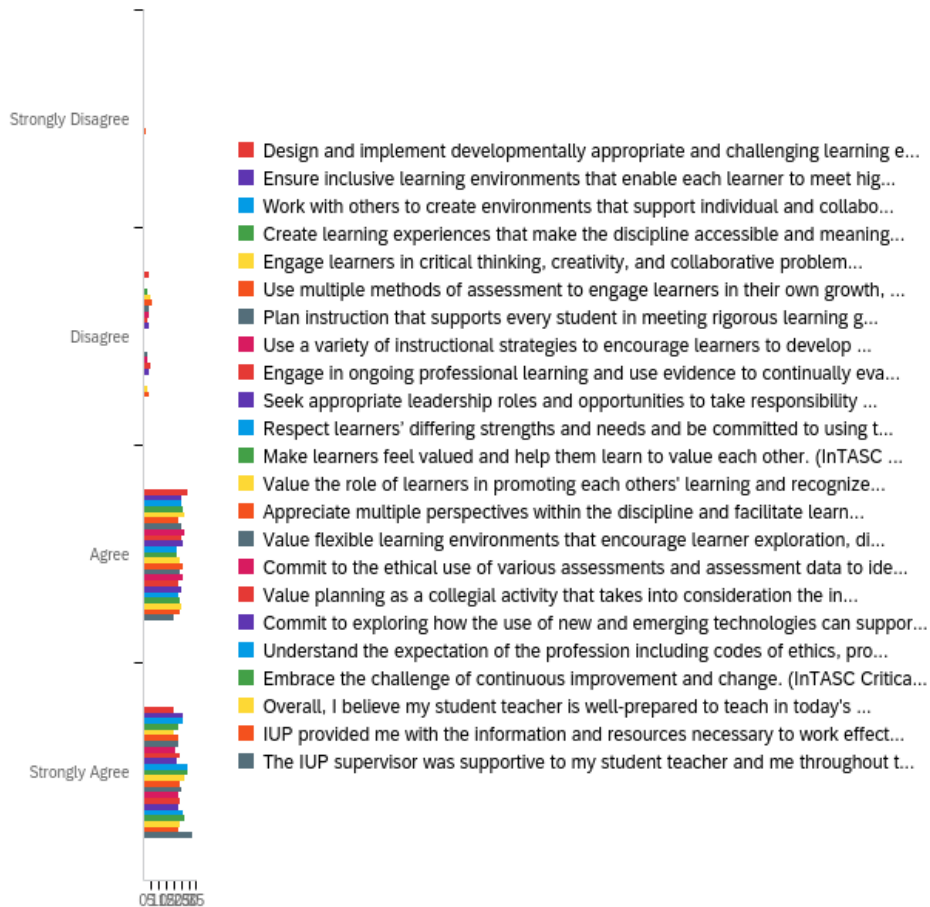 Strongly Disagree
Disagree
Agree
Strongly Agree
Design and implement developmentally appropriate and challenging learning e...
Ensure inclusive learning environments that enable each learner to meet hig...
Work with others to create environments that support individual and collabo...
Create learning experiences that make the discipline accessible and meaning...
Engage learners in critical thinking, creativity, and collaborative problem...
Use multiple methods of assessment to engage learners in their own growth, ...
Plan instruction that supports every student in meeting rigorous learning g...
Use a variety of instructional strategies to encourage learners to develop ...
Engage in ongoing professional learning and use evidence to continually eva...
Seek appropriate leadership roles and opportunities to take responsibility ...
Respect learners' differing strengths and needs and be committed to using t...
Make learners feel valued and help them learn to value each other. (InTASC ...
Value the role of learners in promoting each others' learning and recognize...
Appreciate multiple perspectives within the discipline and facilitate learn...
Value flexible learning environments that encourage learner exploration, di...
Commit to the ethical use of various assessments and assessment data to ide...
Value planning as a collegial activity that takes into consideration the in...
Commit to exploring how the use of new and emerging technologies can suppor...
Understand the expectation of the profession including codes of ethics, pro...
Embrace the challenge of continuous improvement and change. (InTASC Critica...
Overall, I believe my student teacher is well-prepared to teach in today's ...
IUP provided me with the information and resources necessary to work effect...
The IUP supervisor was supportive to my student teacher and me throughout t...